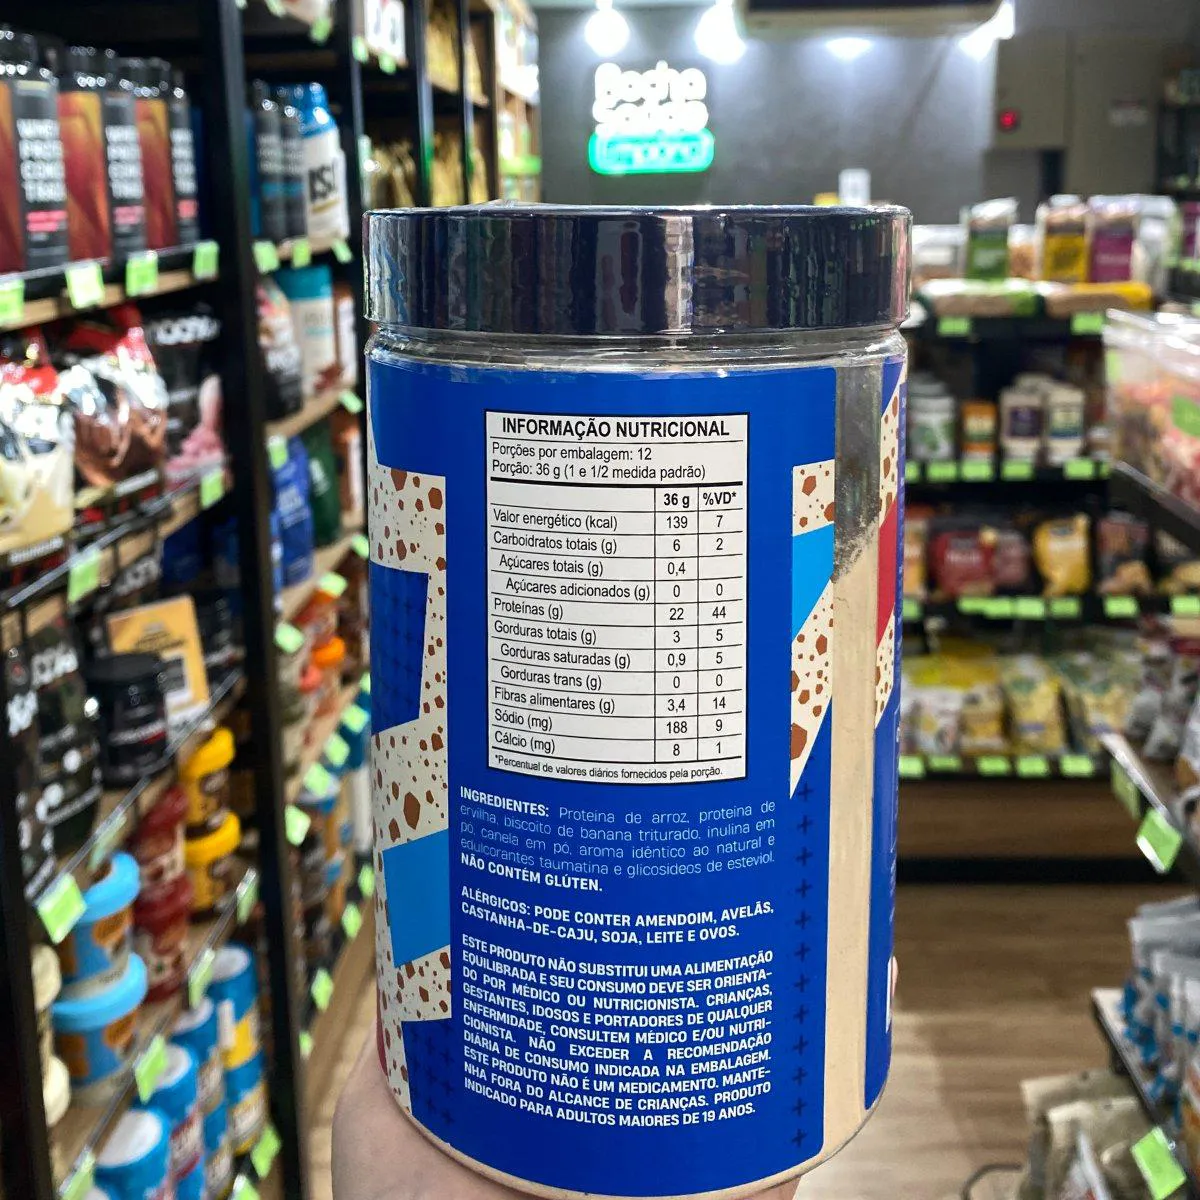 Bocha
Saúde
Empório
INFORMAÇÃO NUTRICIONAL
Porções por embalagem: 12
Porção: 36 g (1 e 1/2 medida padrão)
36 g %VD*
Valor energético (kcal) 139 7
Carboidratos totais (g) 6 2
Açúcares totais (g) 0,4
Açúcares adicionados (g) 0 0
Proteínas (g) 22 44
Gorduras totais (g) 3 5
Gorduras saturadas (g) 0,9 5
Gorduras trans (g) 0 0
Fibras alimentares (g) 3,4 14
Sódio (mg) 188 9
Cálcio (mg) 8 1
*Percentual de valores diários fornecidos pela porção.
INGREDIENTES: Proteína de arroz, proteína de
ervilha, biscoito de banana triturado, inulina em
pó, canela em pó, aroma idêntico ao natural e
edulcorantes taumatina e glicosídeos de esteviol.
NÃO CONTÉM GLÚTEN.
ALÉRGICOS: PODE CONTER AMENDOIM, AVELÃS,
CASTANHA-DE-CAJU, SOJA, LEITE E OVOS.
ESTE PRODUTO NÃO SUBSTITUI UMA ALIMENTAÇÃO
EQUILIBRADA E SEU CONSUMO DEVE SER ORIENTA-
DO POR MÉDICO OU NUTRICIONISTA. CRIANÇAS,
GESTANTES, IDOSOS E PORTADORES DE QUALQUER
ENFERMIDADE, CONSULTEM MÉDICO E/OU NUTRI-
CIONISTA. NÃO EXCEDER A RECOMENDAÇÃO
DIÁRIA DE CONSUMO INDICADA NA EMBALAGEM.
ESTE PRODUTO NÃO É UM MEDICAMENTO. MANTE-
NHA FORA DO ALCANCE DE CRIANÇAS. PRODUTO
INDICADO PARA ADULTOS MAIORES DE 19 ANOS.